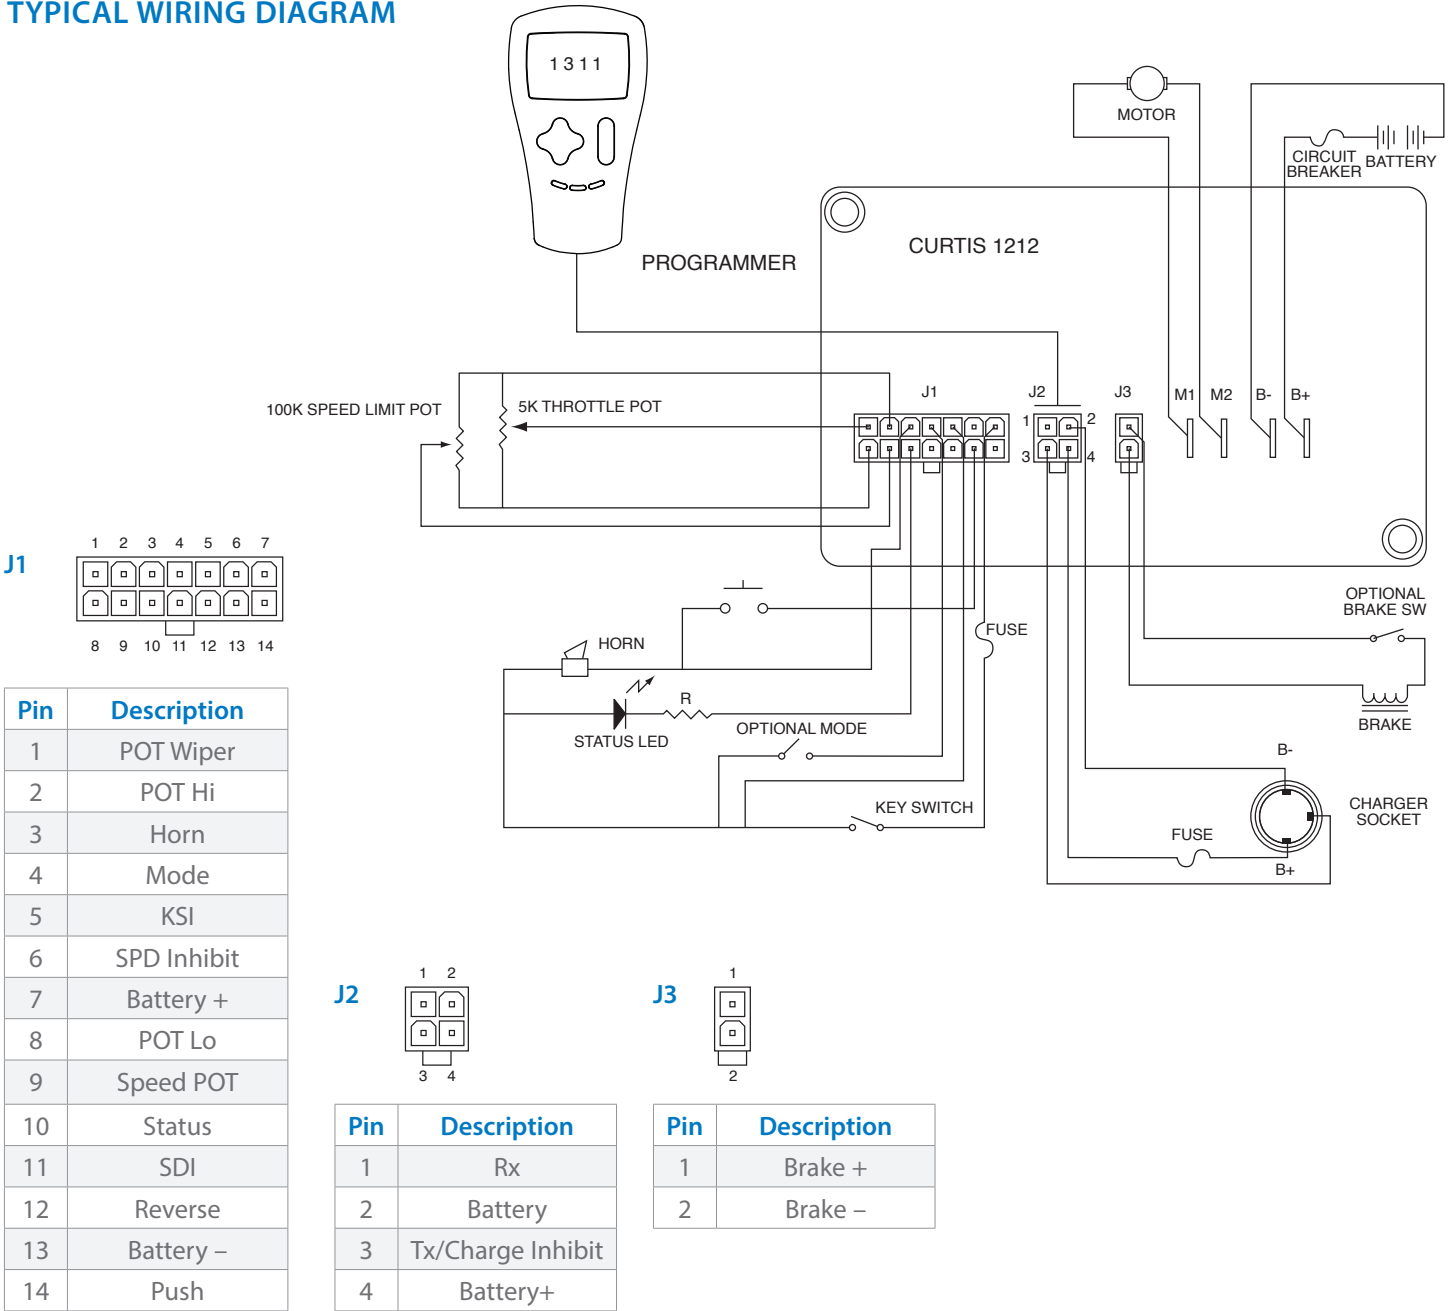 TYPICAL WIRING DIAGRAM
1311
PROGRAMMER
MOTOR
CIRCUIT
BREAKER
BATTERY
CURTIS 1212
100K SPEED LIMIT POT
5K THROTTLE POT
J1
J2
J3
M1
M2
B-
B+
1
2
3
4
HORN
FUSE
STATUS LED
R
OPTIONAL MODE
KEY SWITCH
OPTIONAL
BRAKE SW
BRAKE
B-
CHARGER
SOCKET
FUSE
B+
J1
1 2 3 4 5 6 7
8 9 10 11 12 13 14
Pin Description
1 POT Wiper
2 POT Hi
3 Horn
4 Mode
5 KSI
6 SPD Inhibit
7 Battery +
8 POT Lo
9 Speed POT
10 Status
11 SDI
12 Reverse
13 Battery –
14 Push
J2
1 2
3 4
Pin Description
1 Rx
2 Battery
3 Tx/Charge Inhibit
4 Battery+
J3
1
2
Pin Description
1 Brake +
2 Brake –